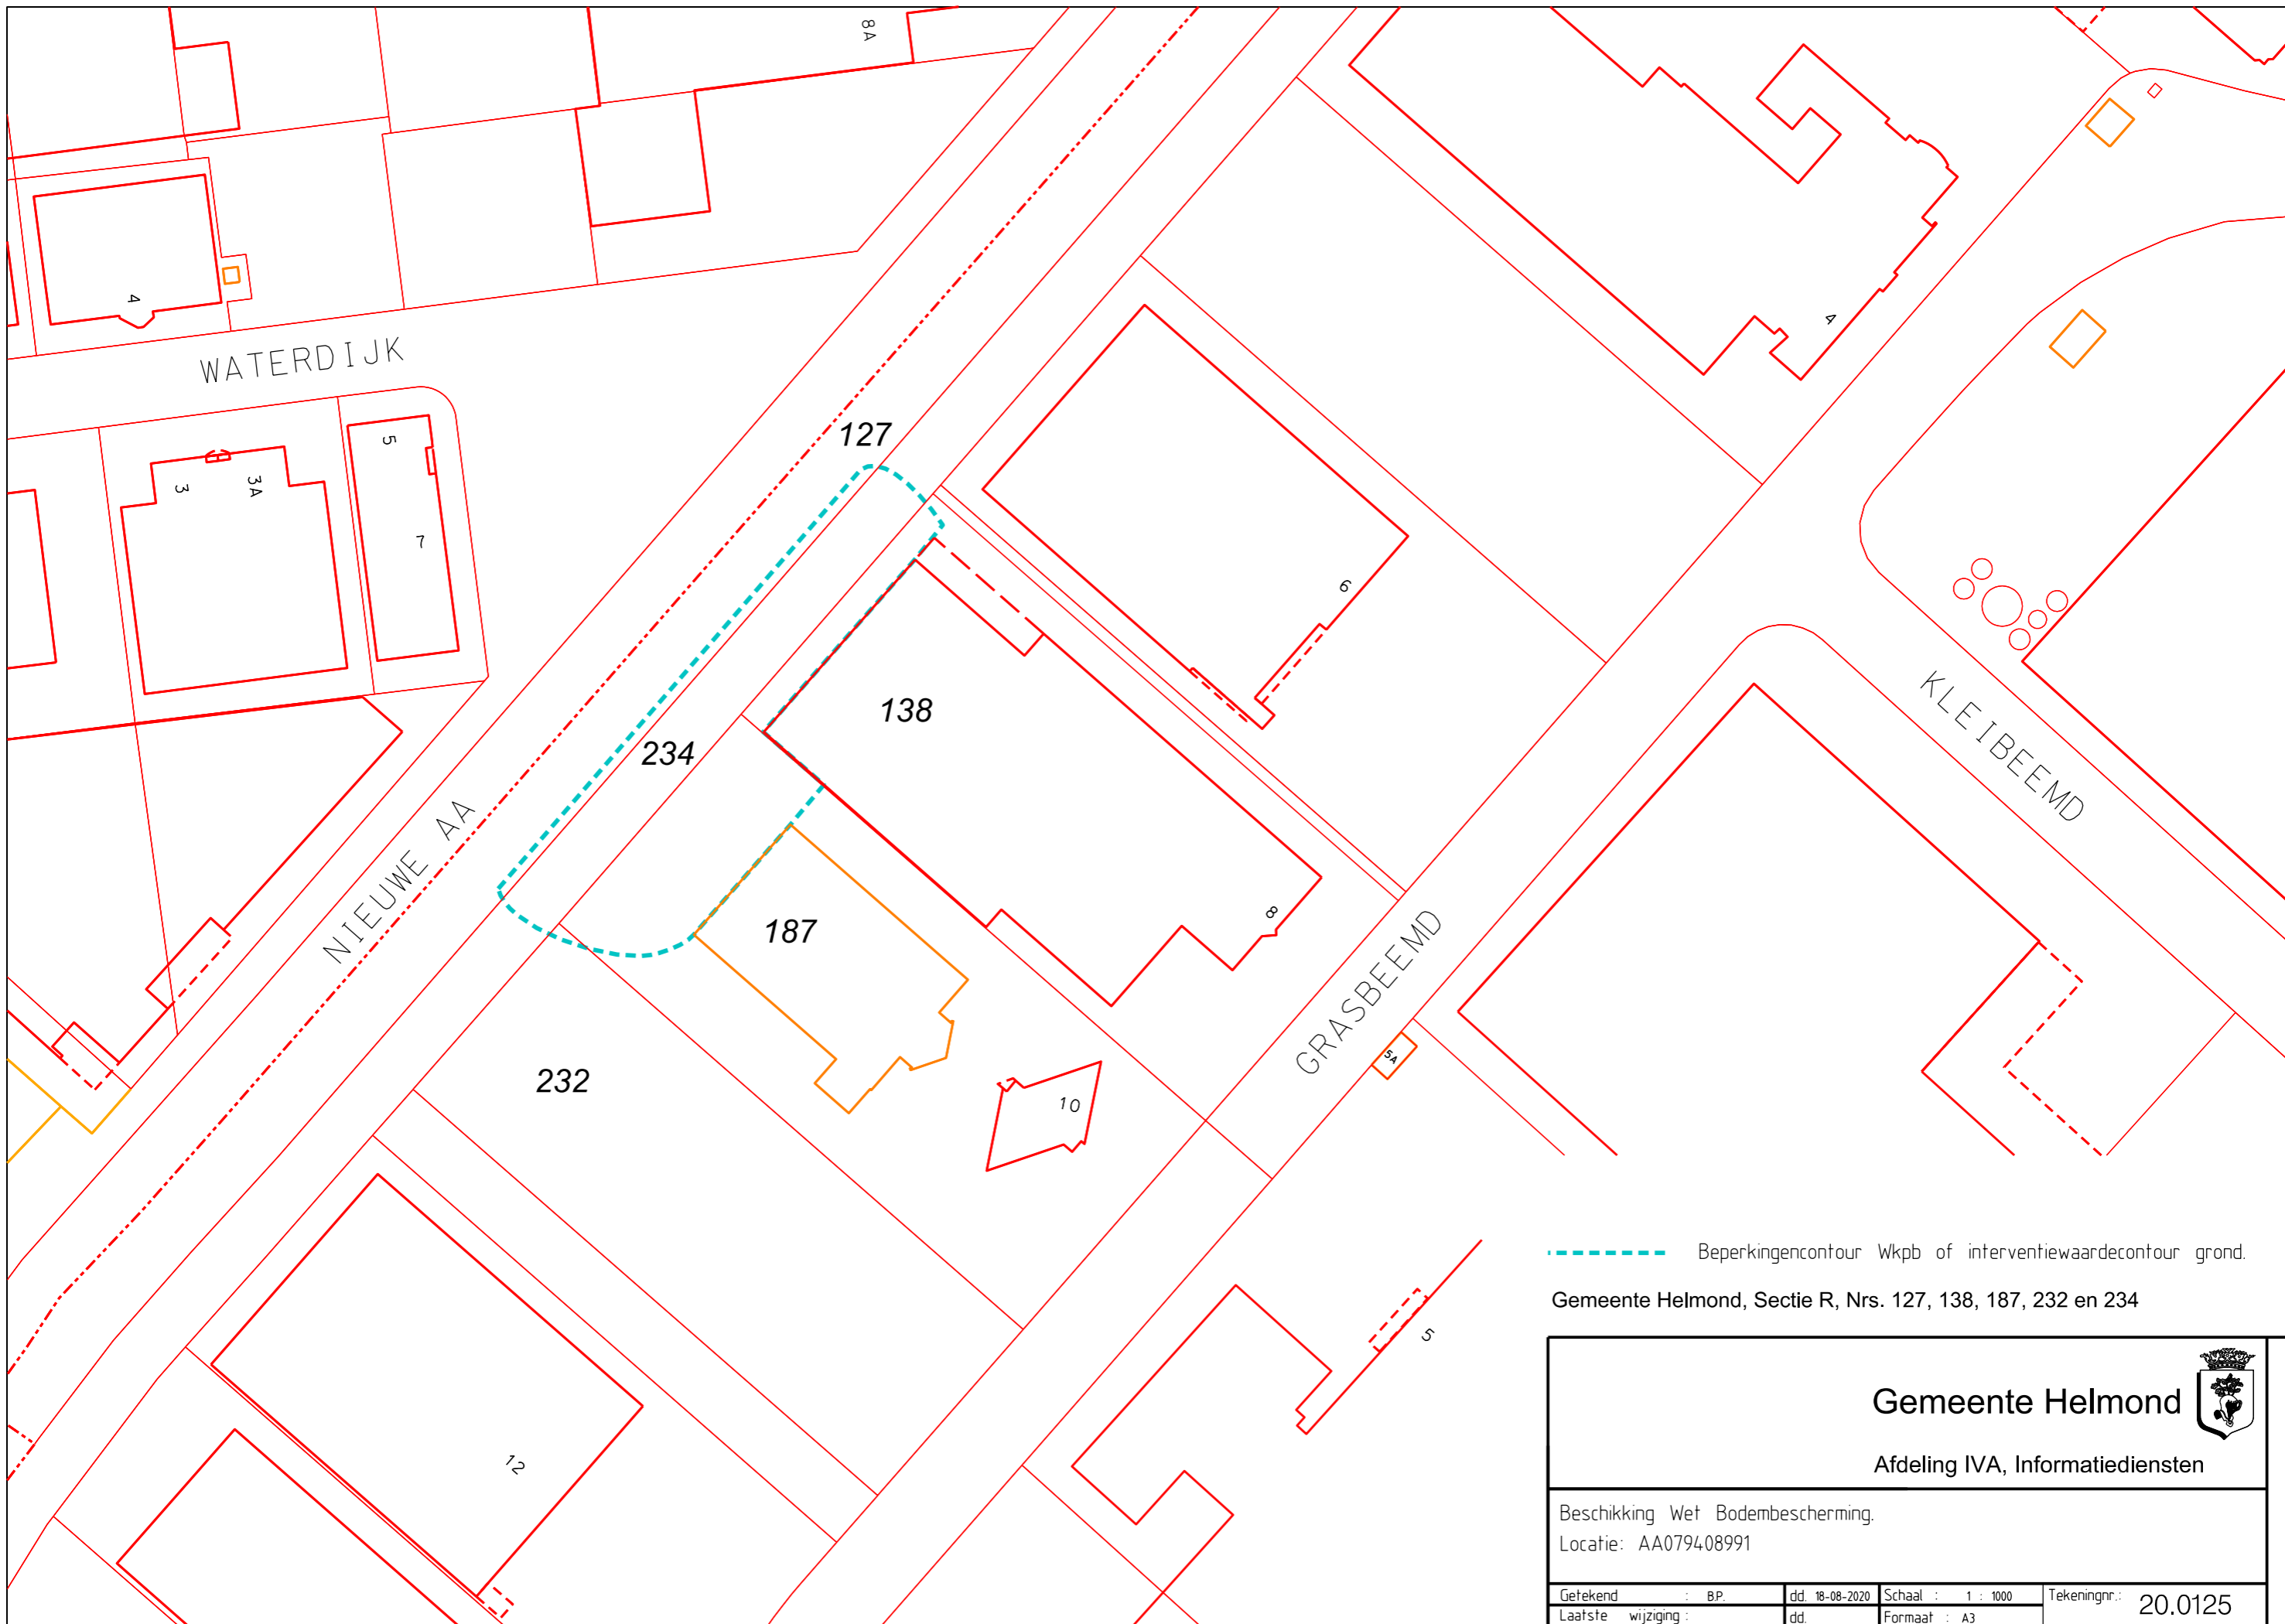 8A
4
WATERDIJK
127
5
3
3A
7
4
6
138
234
KLEIBEEMD
NIEUWE AA
187
8
GRASBEEMD
5A
232
10
5
12
Beperkingencontour Wkpb of interventiewaardecontour grond.
Gemeente Helmond, Sectie R, Nrs. 127, 138, 187, 232 en 234
Gemeente Helmond
Afdeling IVA, Informatiediensten
Beschikking Wet Bodembescherming.
Locatie: AA079408991
Getekend : B.P. dd. 18-08-2020 Schaal : 1 : 1000 Tekeningnr.: 20.0125
Laatste wijziging : dd. Formaat : A3